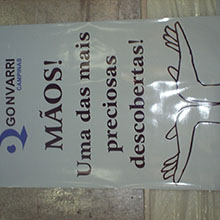 GONVARRI
CAMPINAS
MÃOS!
Uma das mais
preciosas
descobertas!